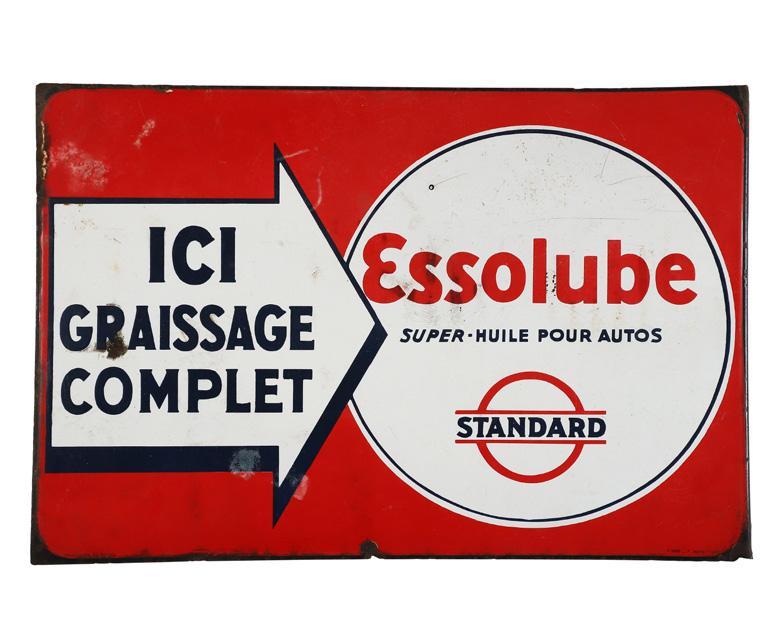 ICI
GRAISSAGE
COMPLET
Essolube
SUPER-HUILE POUR AUTOS
STANDARD